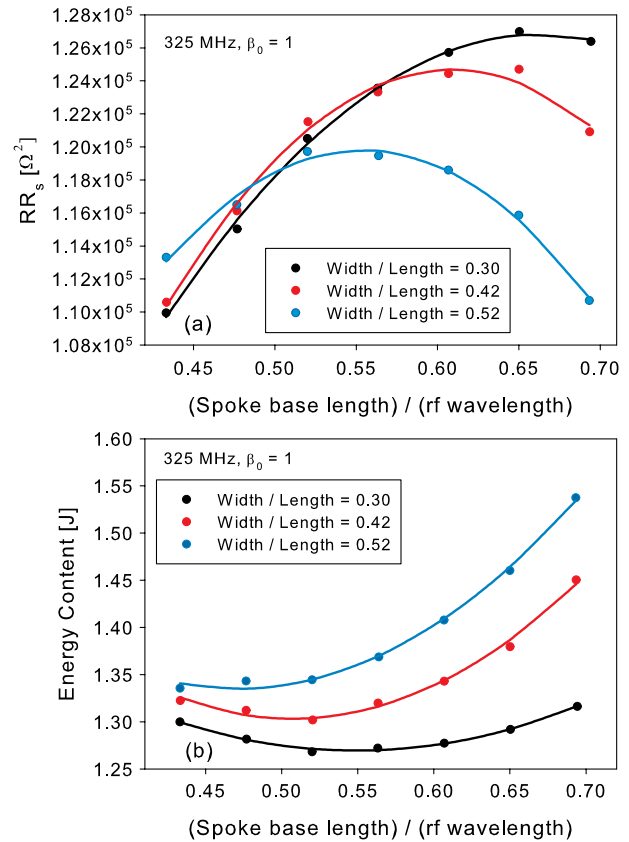 1.28x10⁵
1.26x10⁵
1.24x10⁵
1.22x10⁵
1.20x10⁵
1.18x10⁵
1.16x10⁵
1.14x10⁵
1.12x10⁵
1.10x10⁵
1.08x10⁵
RRₛ [Ω²]
325 MHz, β₀ = 1
Width / Length = 0.30
Width / Length = 0.42
Width / Length = 0.52
(a)
0.45 0.50 0.55 0.60 0.65 0.70
(Spoke base length) / (rf wavelength)
1.60
1.55
1.50
1.45
1.40
1.35
1.30
1.25
Energy Content [J]
325 MHz, β₀ = 1
Width / Length = 0.30
Width / Length = 0.42
Width / Length = 0.52
(b)
0.45 0.50 0.55 0.60 0.65 0.70
(Spoke base length) / (rf wavelength)